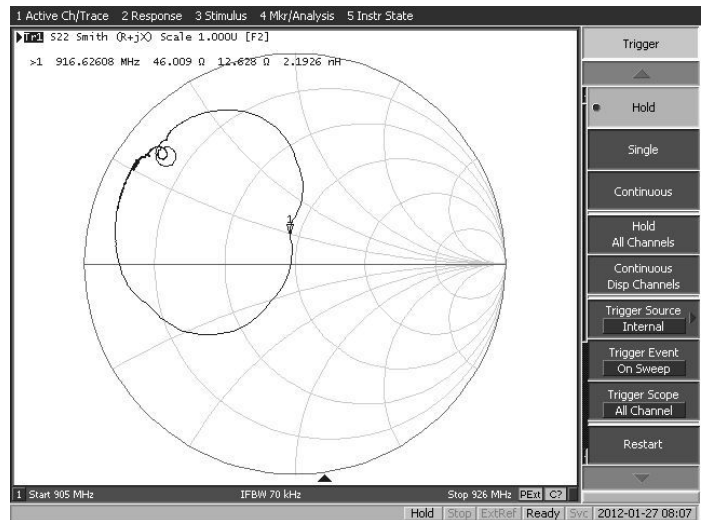 1 Active Ch/Trace 2 Response 3 Stimulus 4 Mkr/Analysis 5 Instr State
Tr1 S22 Smith (R+jX) Scale 1.000U [F2]
>1 916.62608 MHz 46.009 Ω 12.628 Ω 2.1926 nH
1
Trigger
Hold
Single
Continuous
Hold
All Channels
Continuous
Disp Channels
Trigger Source
Internal
Trigger Event
On Sweep
Trigger Scope
All Channel
Restart
1 Start 905 MHz IFBW 70 kHz Stop 926 MHz PExt C?
Hold Stop ExtRef Ready Svc 2012-01-27 08:07